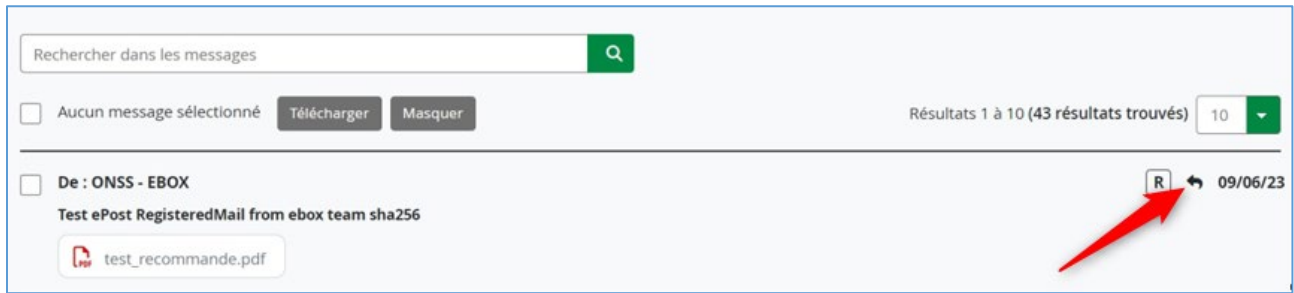 Rechercher dans les messages
Aucun message sélectionné Télécharger Masquer Résultats 1 à 10 (43 résultats trouvés) 10
De : ONSS - EBOX R 09/06/23
Test ePost RegisteredMail from ebox team sha256
PDF test_recommande.pdf